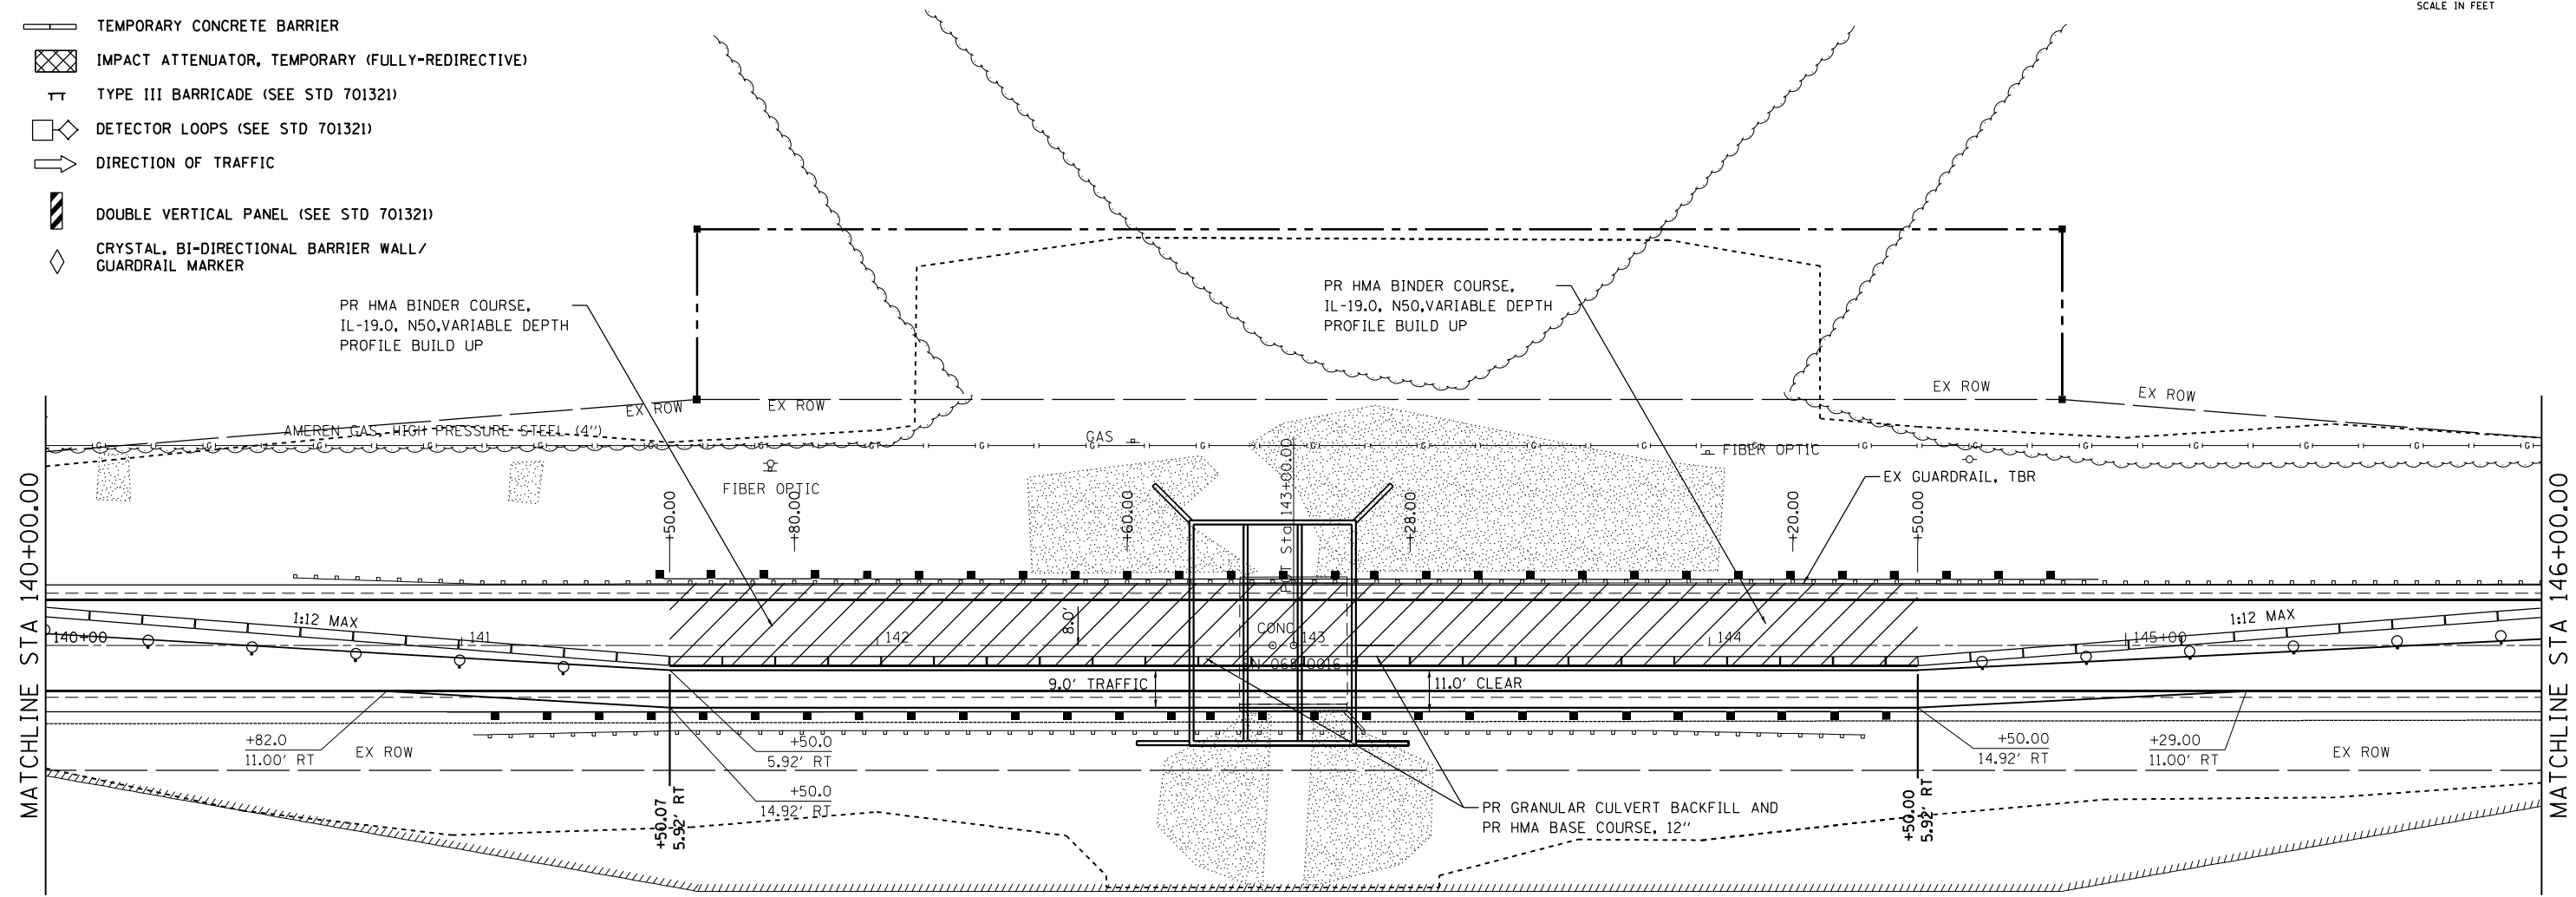 SCALE IN FEET
TEMPORARY CONCRETE BARRIER
IMPACT ATTENUATOR, TEMPORARY (FULLY-REDIRECTIVE)
TYPE III BARRICADE (SEE STD 701321)
DETECTOR LOOPS (SEE STD 701321)
DIRECTION OF TRAFFIC
DOUBLE VERTICAL PANEL (SEE STD 701321)
CRYSTAL, BI-DIRECTIONAL BARRIER WALL/
GUARDRAIL MARKER
PR HMA BINDER COURSE,
IL-19.0, N50,VARIABLE DEPTH
PROFILE BUILD UP
PR HMA BINDER COURSE,
IL-19.0, N50,VARIABLE DEPTH
PROFILE BUILD UP
EX ROW
EX ROW
EX ROW
EX ROW
AMEREN GAS, HIGH PRESSURE STEEL (4")
GAS
FIBER OPTIC
FIBER OPTIC
EX GUARDRAIL, TBR
MATCHLINE STA 140+00.00
MATCHLINE STA 146+00.00
+50.00
+80.00
+60.00
POT Sta 143+00.00
+28.00
+20.00
+50.00
1:12 MAX
1:12 MAX
140+00
141
142
143
144
145+00
8.0'
CONC
SN 068-0016
9.0' TRAFFIC
11.0' CLEAR
+82.0
11.00' RT
EX ROW
+50.0
5.92' RT
+50.0
14.92' RT
+50.07
5.92' RT
+50.00
14.92' RT
+29.00
11.00' RT
EX ROW
+50.00
5.92' RT
PR GRANULAR CULVERT BACKFILL AND
PR HMA BASE COURSE, 12"